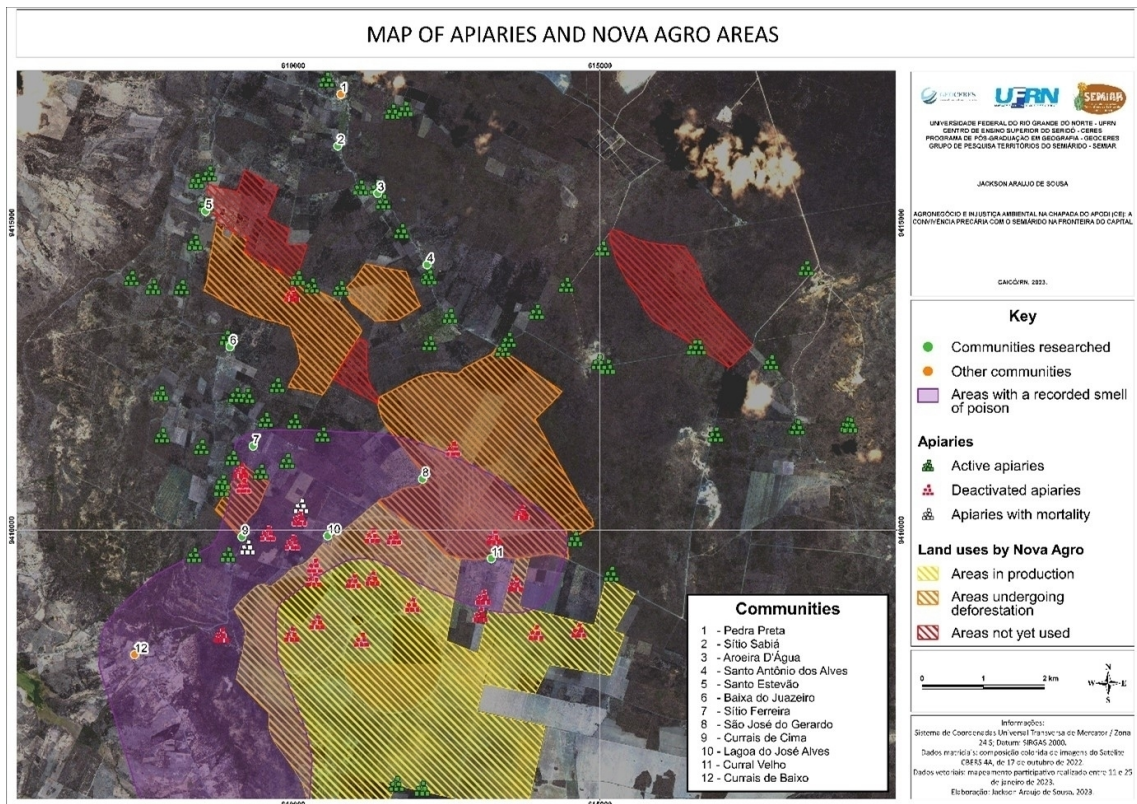 MAP OF APIARIES AND NOVA AGRO AREAS
610000
615000
9415000
9415000
9410000
9410000
610000
615000
1
2
3
4
5
6
7
8
9
10
11
12
Communities
1 - Pedra Preta
2 - Sítio Sabiá
3 - Aroeira D'Água
4 - Santo Antônio dos Alves
5 - Santo Estevão
6 - Baixa do Juazeiro
7 - Sítio Ferreira
8 - São José do Gerardo
9 - Currais de Cima
10 - Lagoa do José Alves
11 - Curral Velho
12 - Currais de Baixo
GEOCERES
UFRN
SEMIAR
UNIVERSIDADE FEDERAL DO RIO GRANDE DO NORTE - UFRN
CENTRO DE ENSINO SUPERIOR DO SERIDÓ - CERES
PROGRAMA DE PÓS-GRADUAÇÃO EM GEOGRAFIA - GEOCERES
GRUPO DE PESQUISA TERRITÓRIOS DO SEMIÁRIDO - SEMIAR
JACKSON ARAUJO DE SOUSA
AGRONEGÓCIO E INJUSTIÇA AMBIENTAL NA CHAPADA DO APODI (CE): A
CONVIVÊNCIA PRECÁRIA COM O SEMIÁRIDO NA FRONTEIRA DO CAPITAL
CAICÓ/RN, 2023.
Key
Communities researched
Other communities
Areas with a recorded smell
of poison
Apiaries
Active apiaries
Deactivated apiaries
Apiaries with mortality
Land uses by Nova Agro
Areas in production
Areas undergoing
deforestation
Areas not yet used
0 1 2 km
N
W E
S
Informações:
Sistema de Coordenadas Universal Transversa de Mercator / Zona
24 S; Datum: SIRGAS 2000.
Dados matriciais: composição colorida de imagens do Satélite
CBERS 4A, de 17 de outubro de 2022.
Dados vetoriais: mapeamento participativo realizado entre 11 e 25
de janeiro de 2023.
Elaboração: Jackson Araujo de Sousa, 2023.